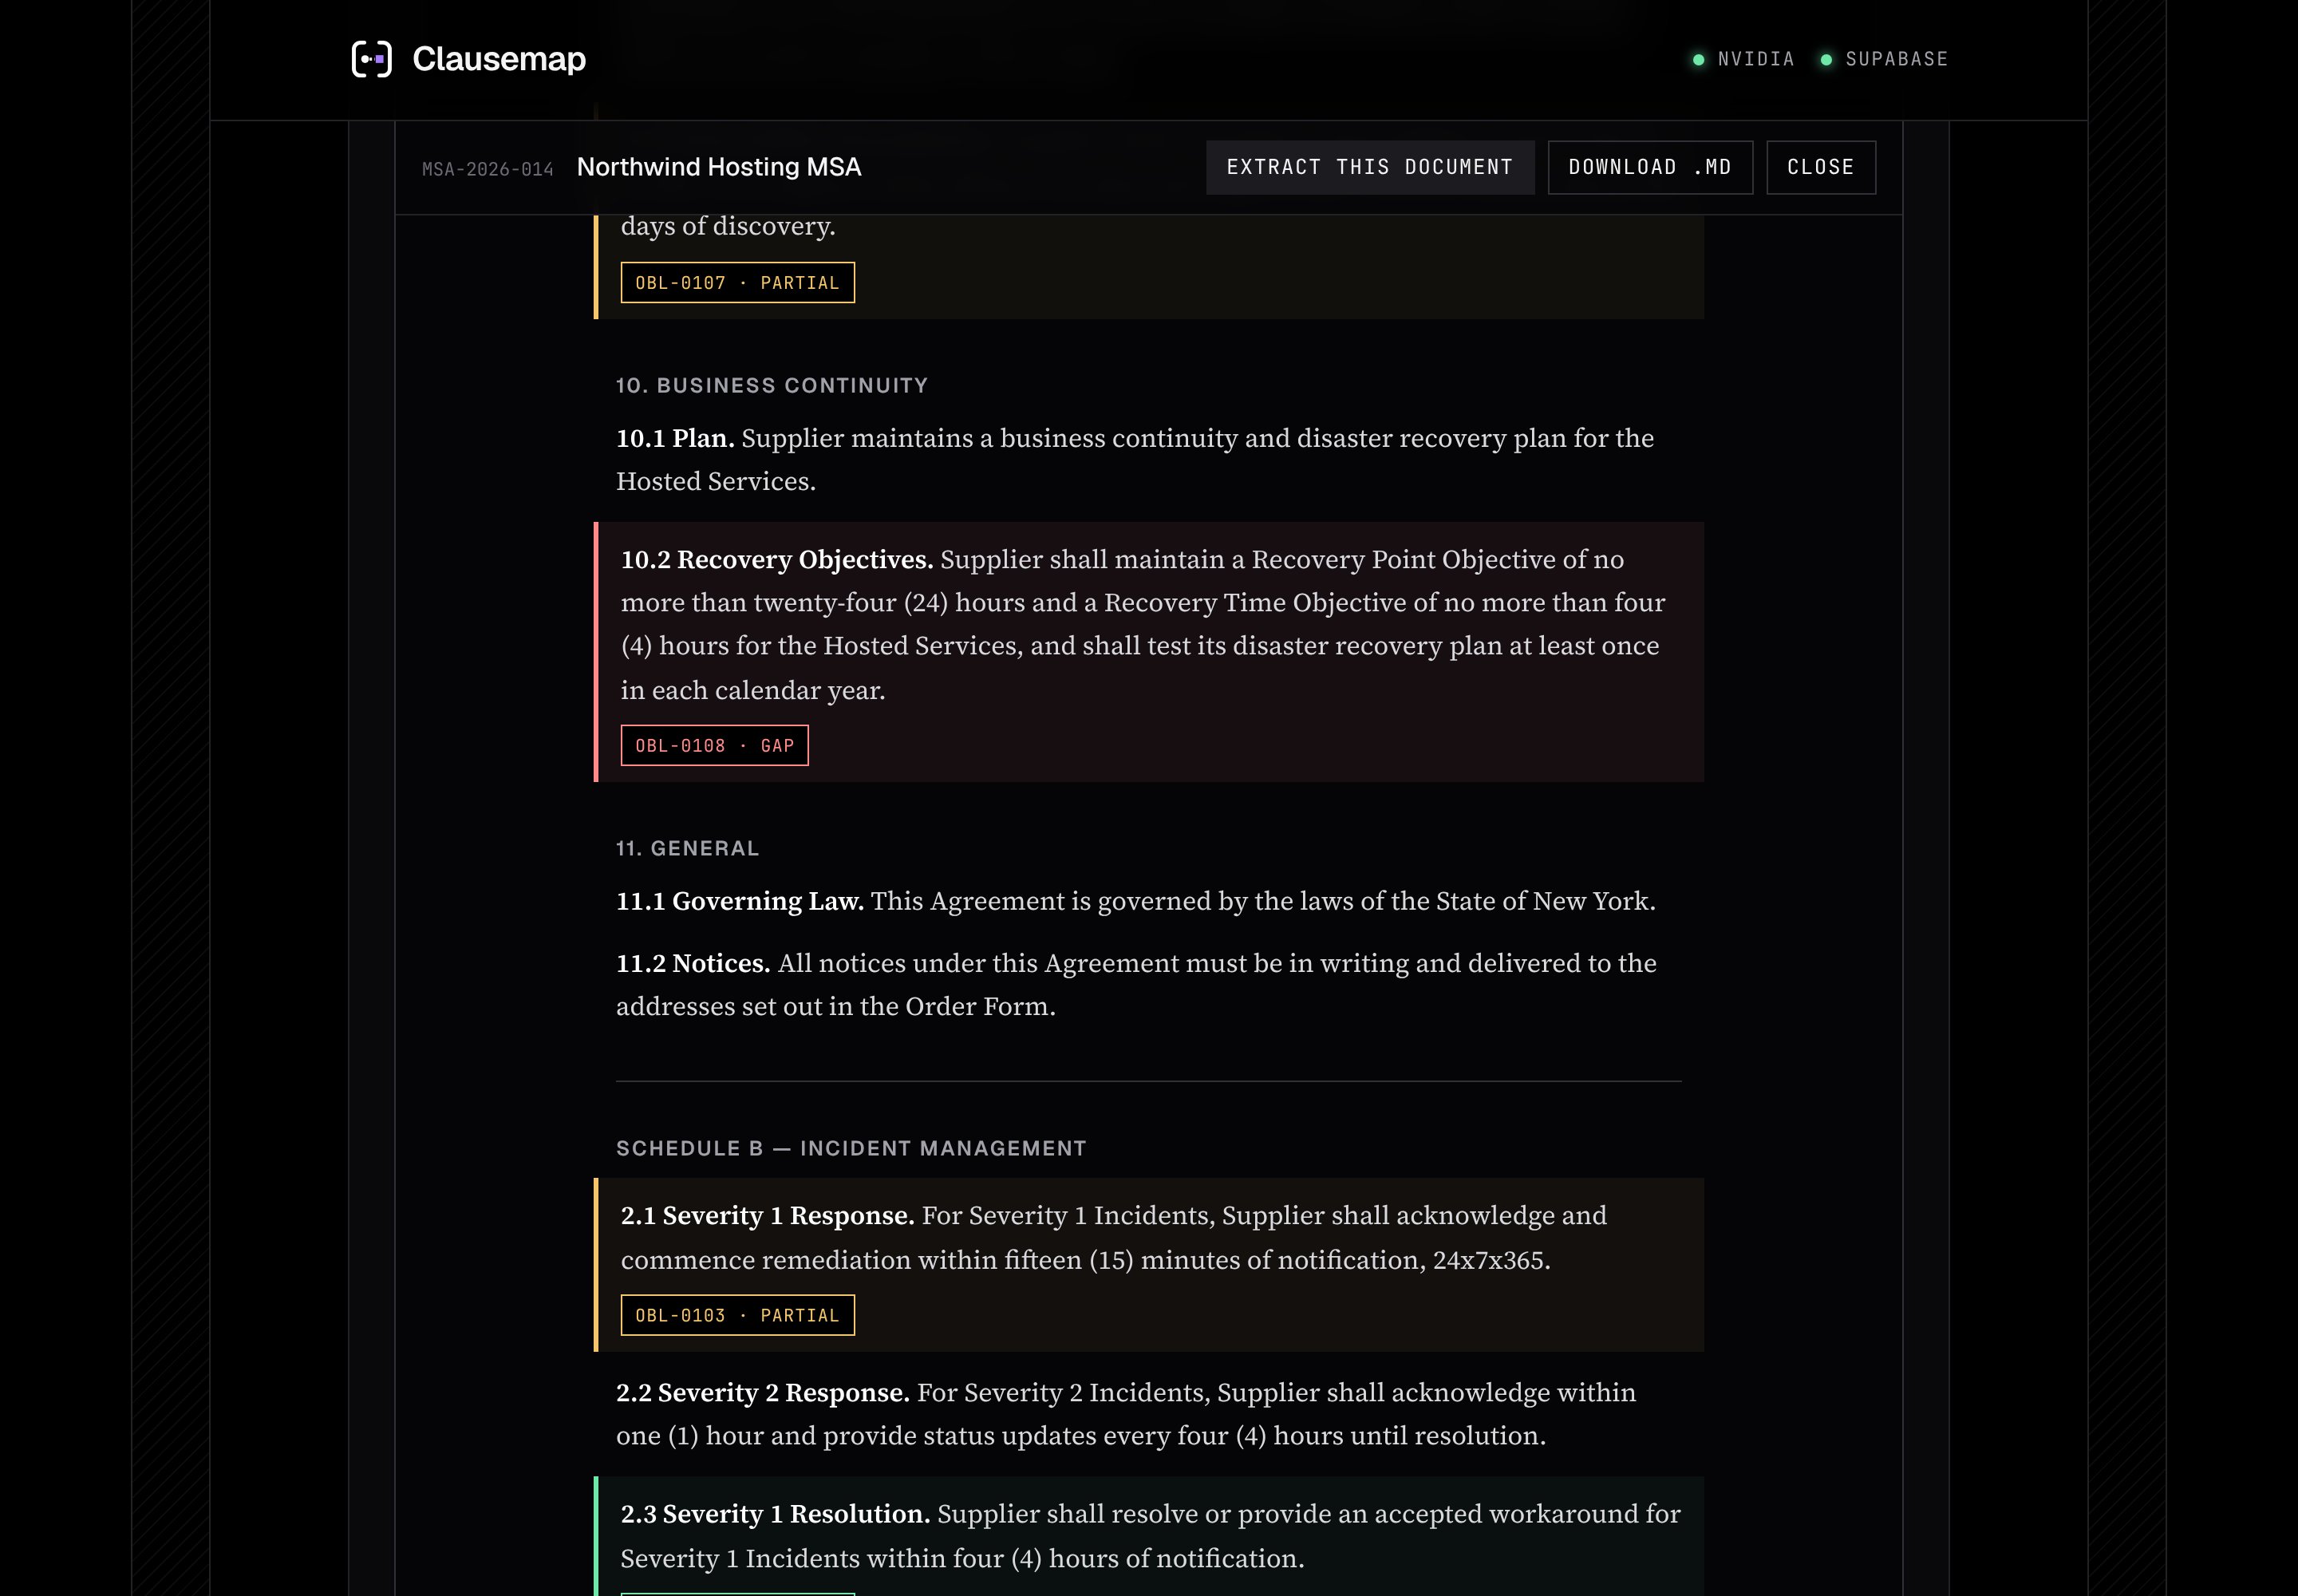 Clausemap
NVIDIA
SUPABASE
MSA-2026-014
Northwind Hosting MSA
EXTRACT THIS DOCUMENT
DOWNLOAD .MD
CLOSE
days of discovery.
OBL-0107 · PARTIAL
10. BUSINESS CONTINUITY
10.1 Plan. Supplier maintains a business continuity and disaster recovery plan for the
Hosted Services.
10.2 Recovery Objectives. Supplier shall maintain a Recovery Point Objective of no
more than twenty-four (24) hours and a Recovery Time Objective of no more than four
(4) hours for the Hosted Services, and shall test its disaster recovery plan at least once
in each calendar year.
OBL-0108 · GAP
11. GENERAL
11.1 Governing Law. This Agreement is governed by the laws of the State of New York.
11.2 Notices. All notices under this Agreement must be in writing and delivered to the
addresses set out in the Order Form.
SCHEDULE B — INCIDENT MANAGEMENT
2.1 Severity 1 Response. For Severity 1 Incidents, Supplier shall acknowledge and
commence remediation within fifteen (15) minutes of notification, 24x7x365.
OBL-0103 · PARTIAL
2.2 Severity 2 Response. For Severity 2 Incidents, Supplier shall acknowledge within
one (1) hour and provide status updates every four (4) hours until resolution.
2.3 Severity 1 Resolution. Supplier shall resolve or provide an accepted workaround for
Severity 1 Incidents within four (4) hours of notification.